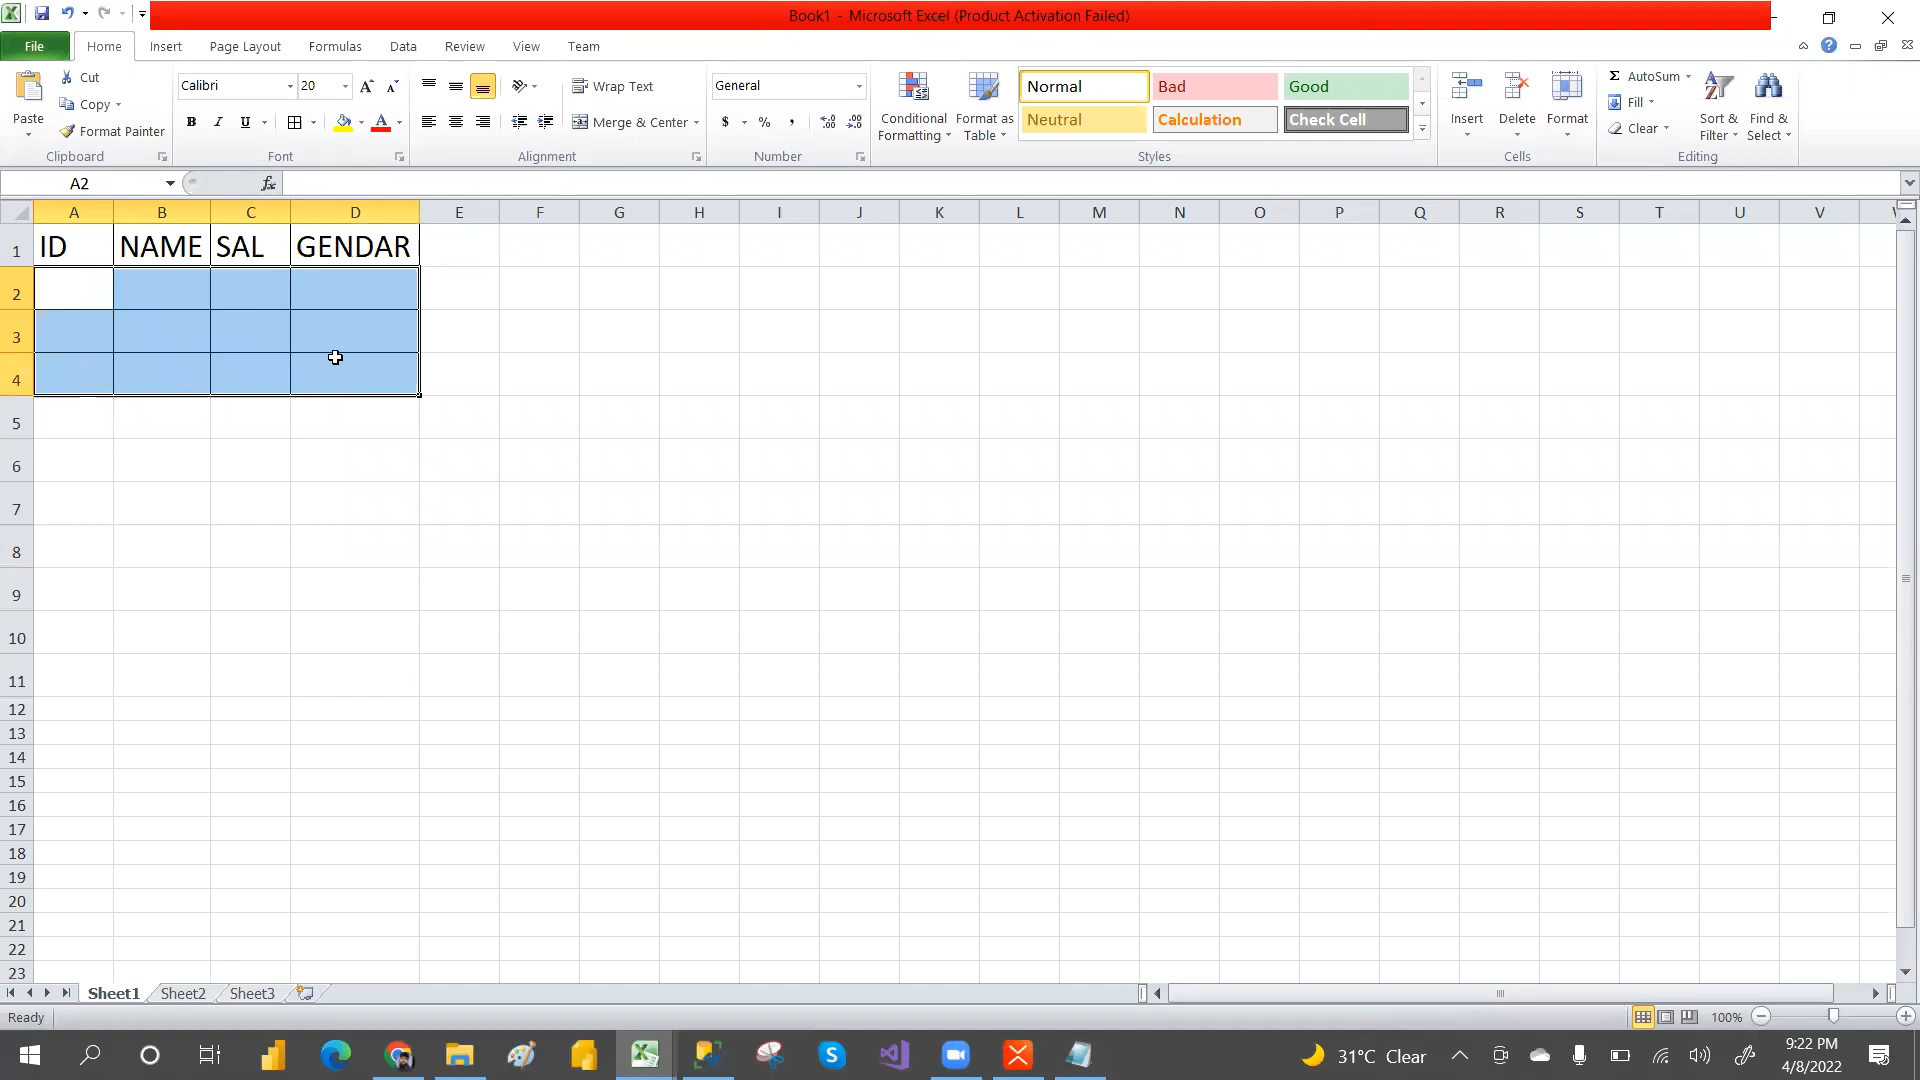 Book1 - Microsoft Excel (Product Activation Failed)
File Home Insert Page Layout Formulas Data Review View Team
Paste
Cut
Copy
Format Painter
Clipboard
Calibri 20
B I U
Font
Wrap Text
Merge & Center
Alignment
General
$ % ,
Number
Conditional Formatting
Format as Table
Normal Bad Good
Neutral Calculation Check Cell
Styles
Insert Delete Format
Cells
Σ AutoSum
Fill
Clear
Sort & Filter
Find & Select
Editing
A2 fx
A B C D E F G H I J K L M N O P Q R S T U V
1 ID NAME SAL GENDAR
2
3
4
5
6
7
8
9
10
11
12
13
14
15
16
17
18
19
20
21
22
23
Sheet1 Sheet2 Sheet3
Ready 100%
31°C Clear
9:22 PM
4/8/2022